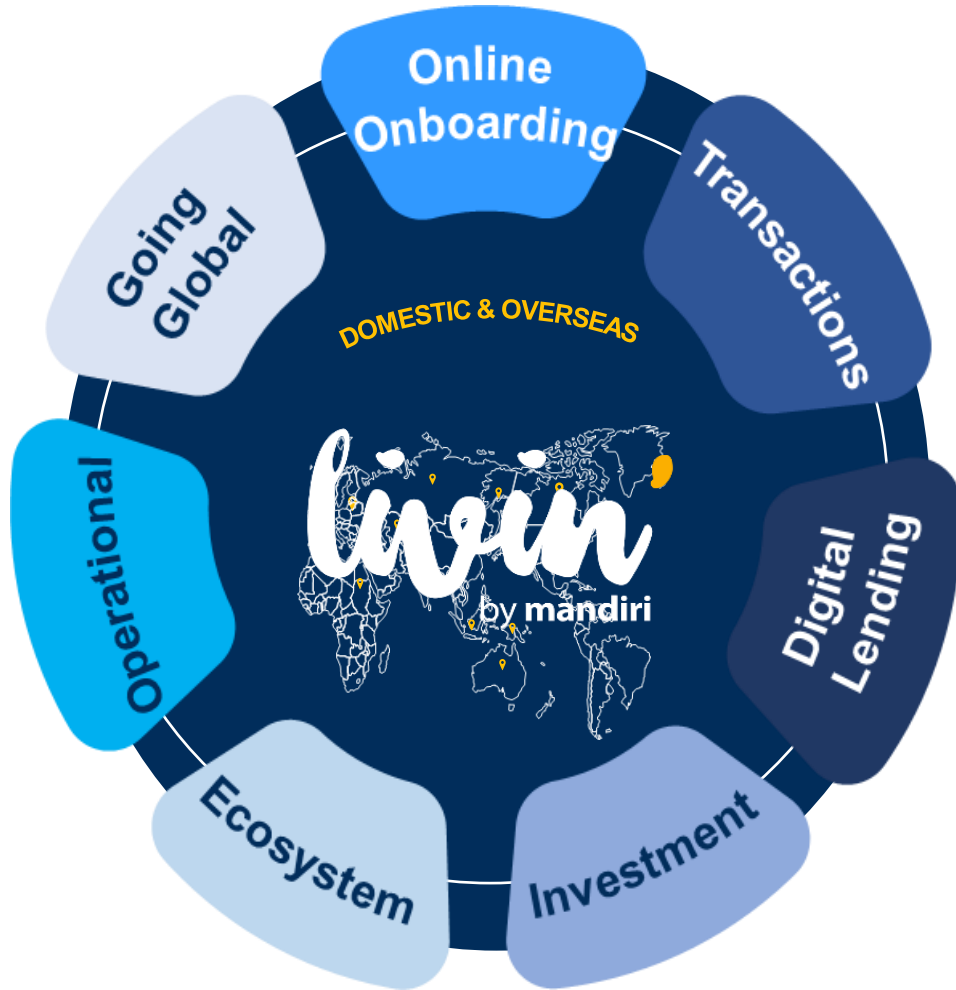 Online
Onboarding
Transactions
Digital
Lending
Investment
Ecosystem
Operational
Going
Global
DOMESTIC & OVERSEAS
livin'
by mandiri